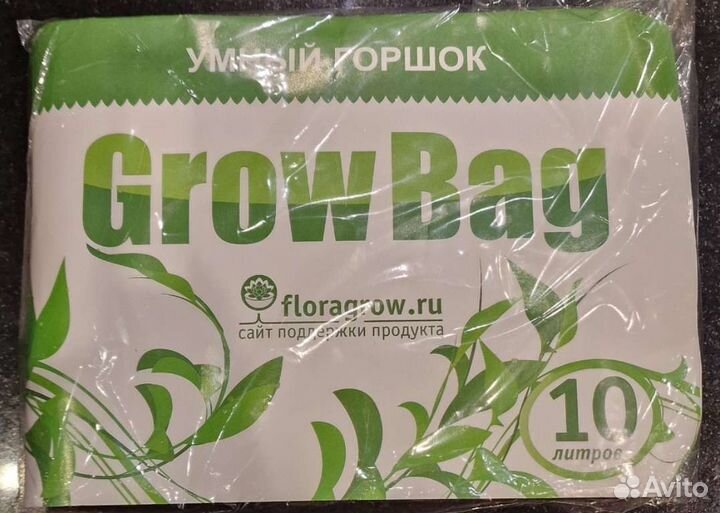 УМНЫЙ ГОРШОК
Grow Bag
floragrow.ru
сайт поддержки продукта
10
литров
Avito